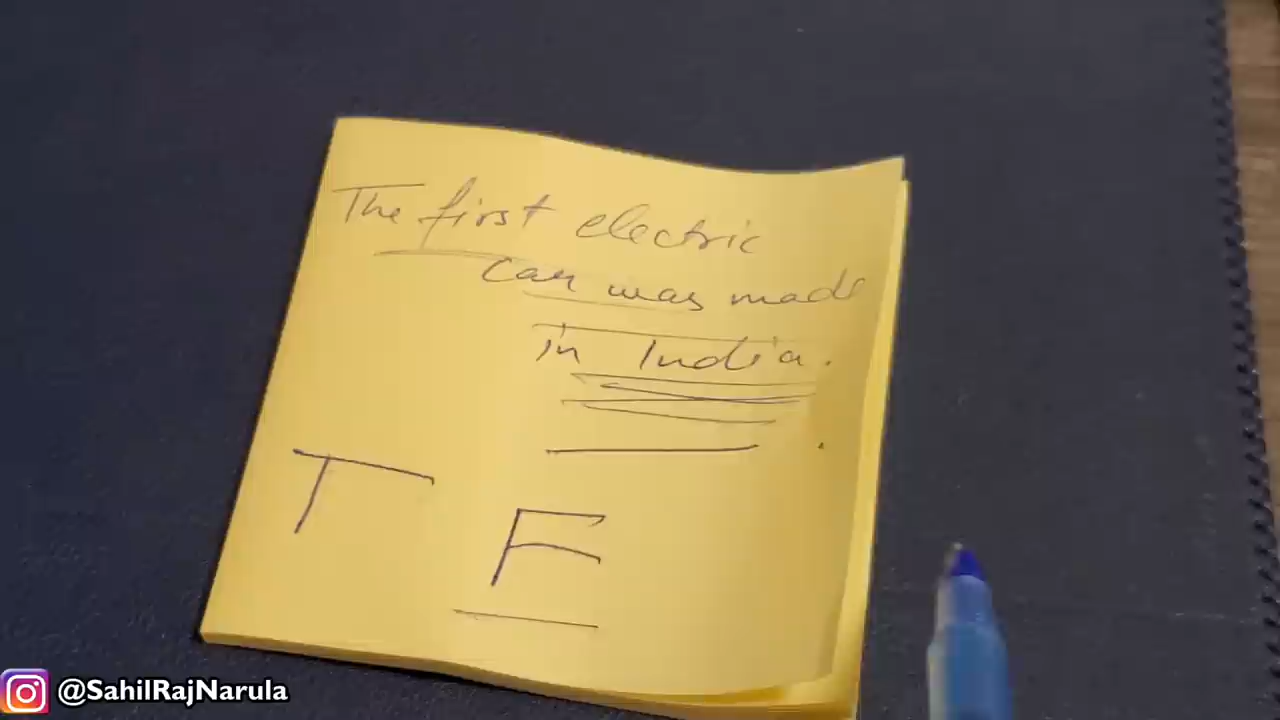 The first electric
car was made
in India.
T
F
@SahilRajNarula